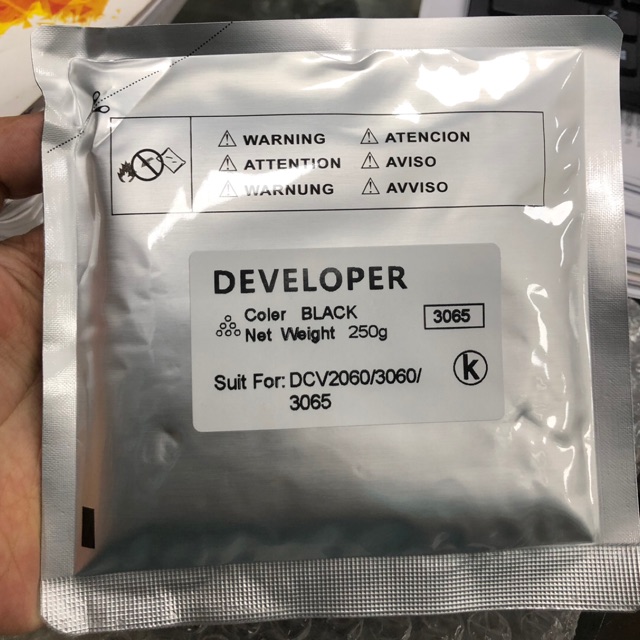 WARNING ATENCION
ATTENTION AVISO
WARNUNG AVVISO
DEVELOPER
Coler BLACK
3065
Net Weight 250g
k
Suit For: DCV2060/3060/
3065